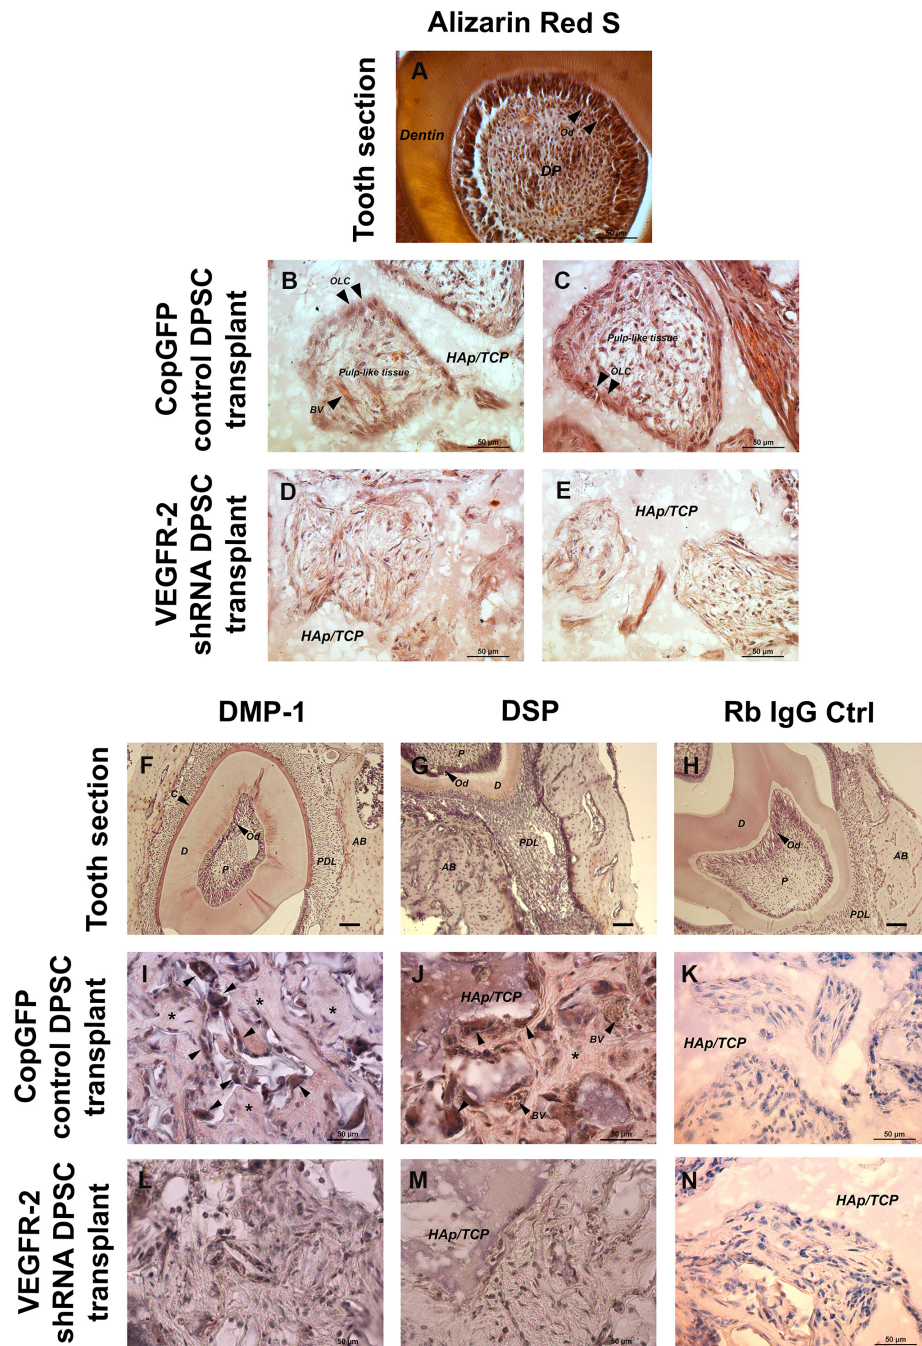 Alizarin Red S
Tooth section
A
Dentin
Od
DP
50 µm
CopGFP
control DPSC
transplant
B
OLC
HAp/TCP
Pulp-like tissue
BV
50 µm
C
Pulp-like tissue
OLC
50 µm
VEGFR-2
shRNA DPSC
transplant
D
HAp/TCP
50 µm
E
HAp/TCP
50 µm
DMP-1
DSP
Rb IgG Ctrl
Tooth section
F
C
Od
D
P
PDL
AB
G
P
Od
D
PDL
AB
H
D
Od
P
AB
PDL
CopGFP
control DPSC
transplant
I
*
*
*
*
*
50 µm
J
HAp/TCP
BV
*
BV
50 µm
K
HAp/TCP
50 µm
VEGFR-2
shRNA DPSC
transplant
L
50 µm
M
HAp/TCP
50 µm
N
HAp/TCP
50 µm